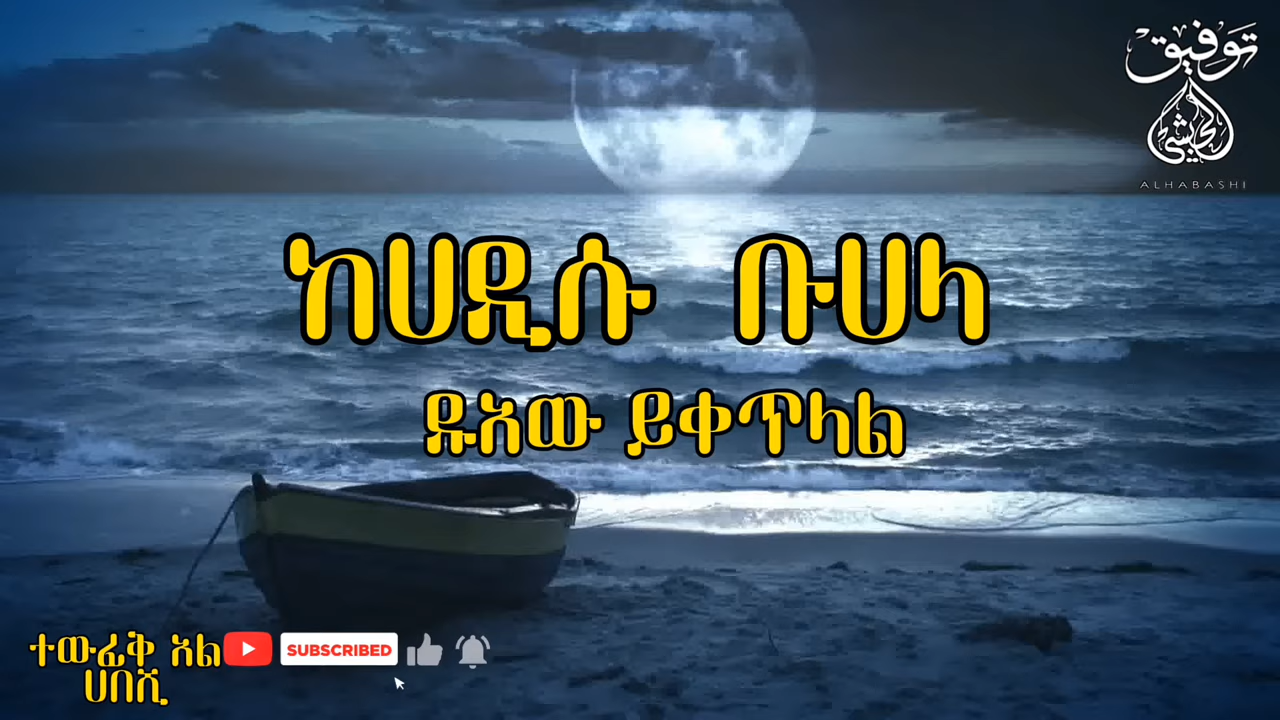 توفيق
الحبشي
ALHABASHI
ከሀዲሱ ቡሀላ
ዱአው ይቀጥላል
ተውፊቅ አል
ሀበሺ
SUBSCRIBED